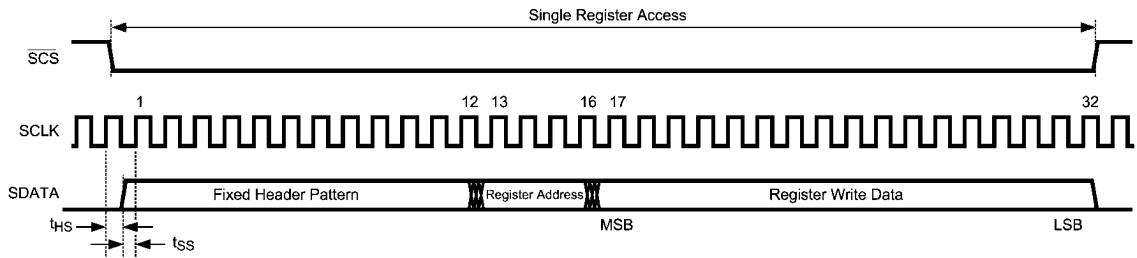 Single Register Access
SCS
1 12 13 16 17 32
SCLK
SDATA
Fixed Header Pattern Register Address Register Write Data
tHS MSB LSB
tSS